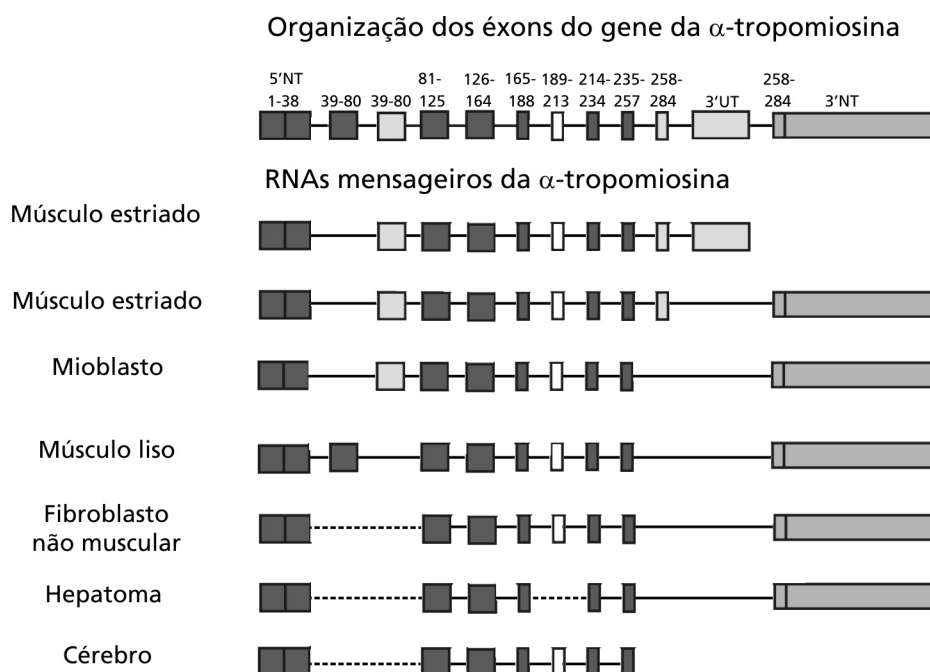 Organização dos éxons do gene da α-tropomiosina
5'NT 81- 126- 165- 189- 214- 235- 258- 258-
1-38 39-80 39-80 125 164 188 213 234 257 284 3'UT 284 3'NT
RNAs mensageiros da α-tropomiosina
Músculo estriado
Músculo estriado
Mioblasto
Músculo liso
Fibroblasto
não muscular
Hepatoma
Cérebro